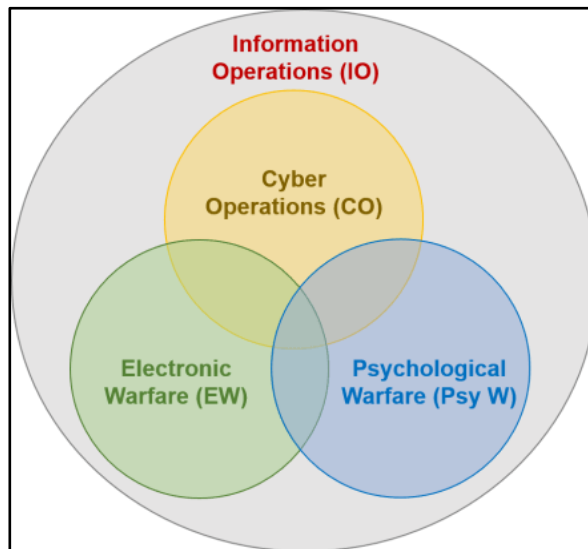 Information
Operations (IO)
Cyber
Operations (CO)
Electronic
Warfare (EW)
Psychological
Warfare (Psy W)